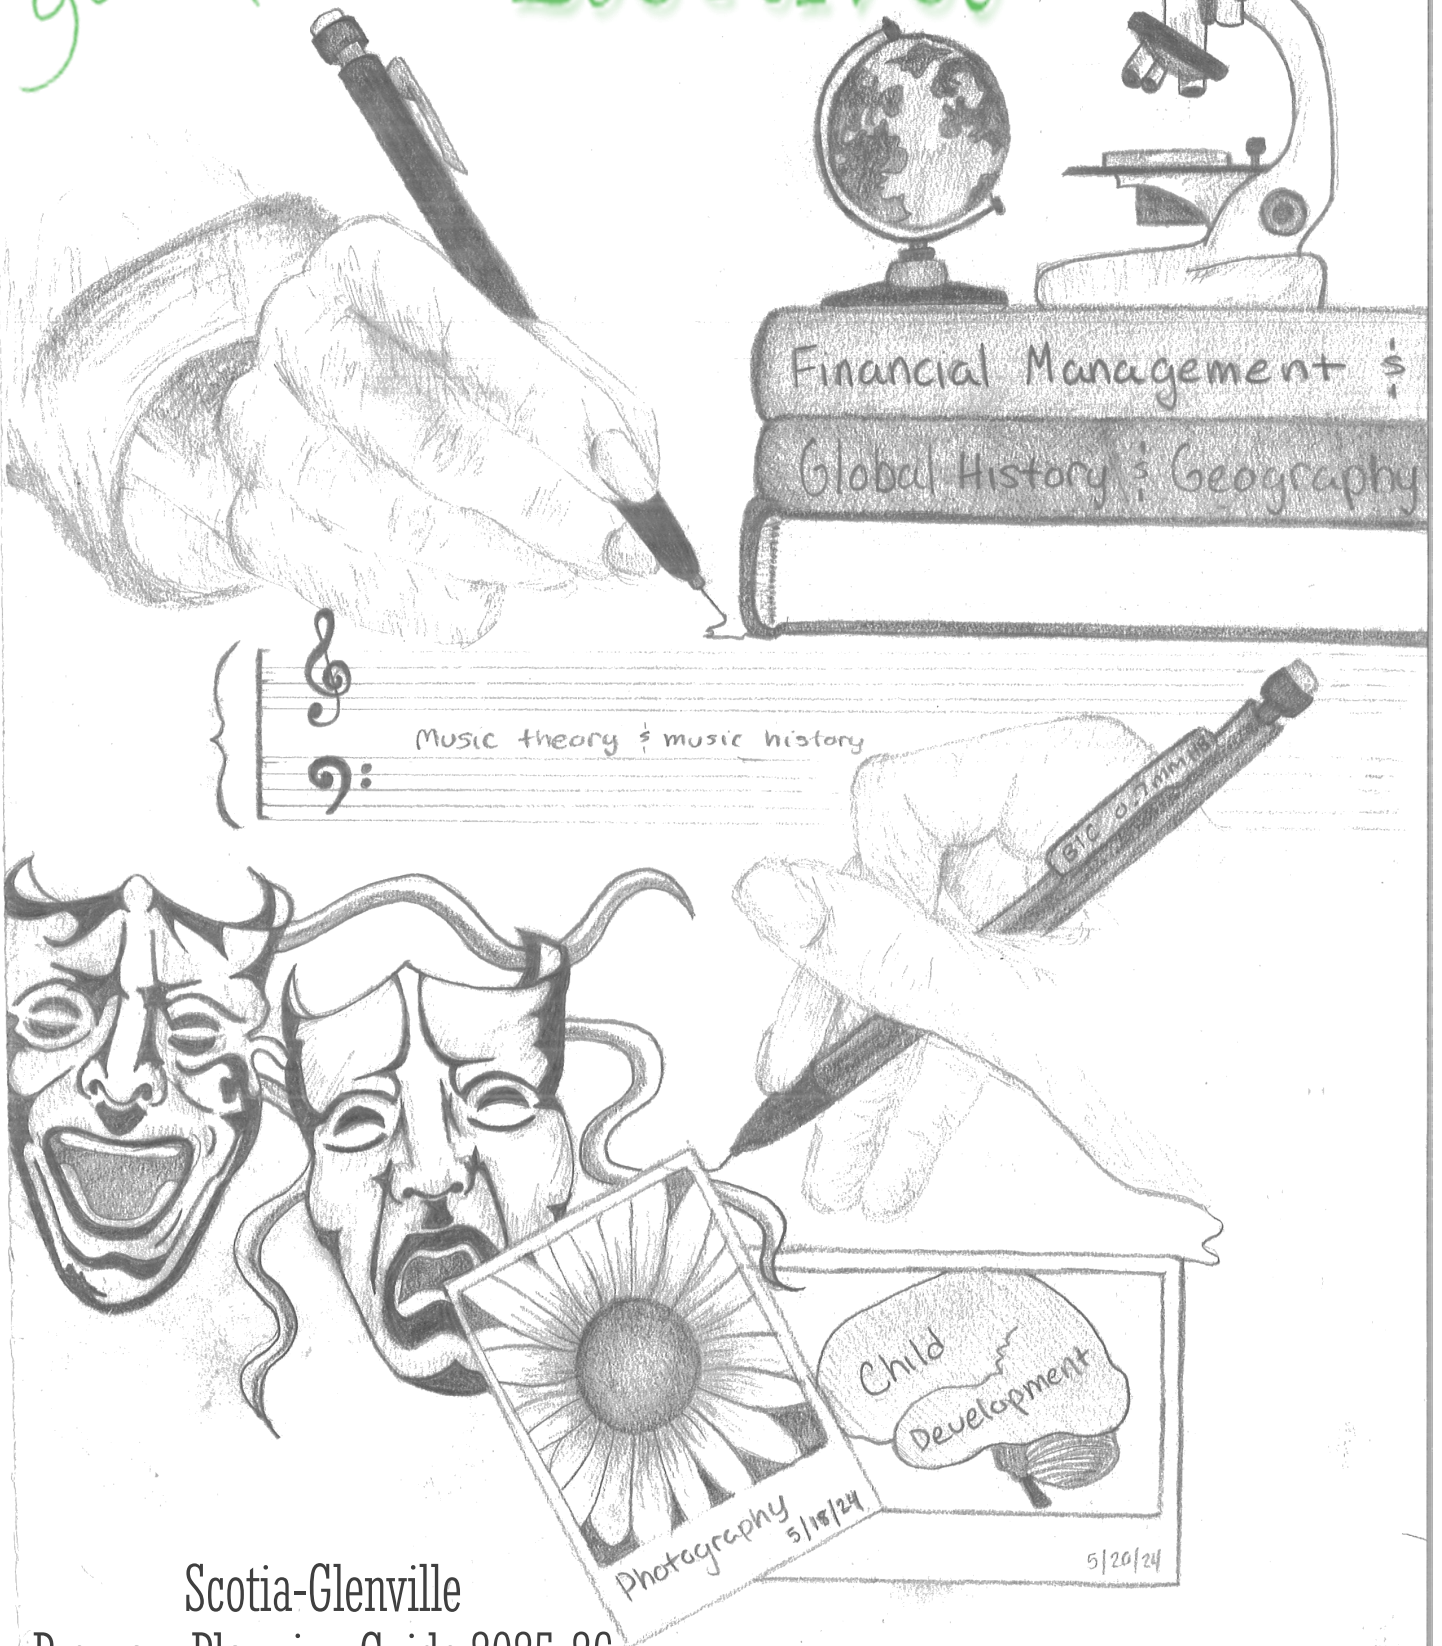 Financial Management &
Global History & Geography
Music theory & music history
BIC 0.7mm HB
Child
Development
Photography
5/18/24
5/20/24
Scotia-Glenville